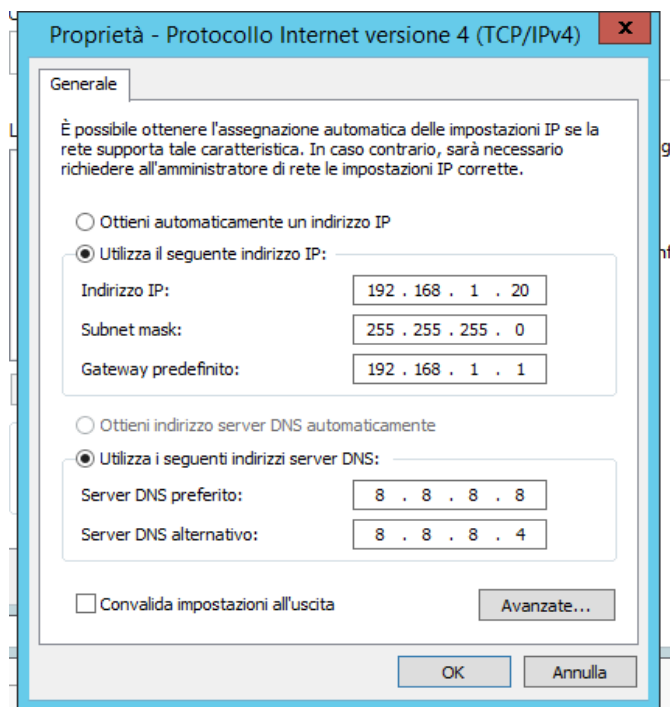 Proprietà - Protocollo Internet versione 4 (TCP/IPv4)
x
Generale
È possibile ottenere l'assegnazione automatica delle impostazioni IP se la
rete supporta tale caratteristica. In caso contrario, sarà necessario
richiedere all'amministratore di rete le impostazioni IP corrette.
Ottieni automaticamente un indirizzo IP
Utilizza il seguente indirizzo IP:
Indirizzo IP: 192 . 168 . 1 . 20
Subnet mask: 255 . 255 . 255 . 0
Gateway predefinito: 192 . 168 . 1 . 1
Ottieni indirizzo server DNS automaticamente
Utilizza i seguenti indirizzi server DNS:
Server DNS preferito: 8 . 8 . 8 . 8
Server DNS alternativo: 8 . 8 . 8 . 4
Convalida impostazioni all'uscita
Avanzate...
OK Annulla